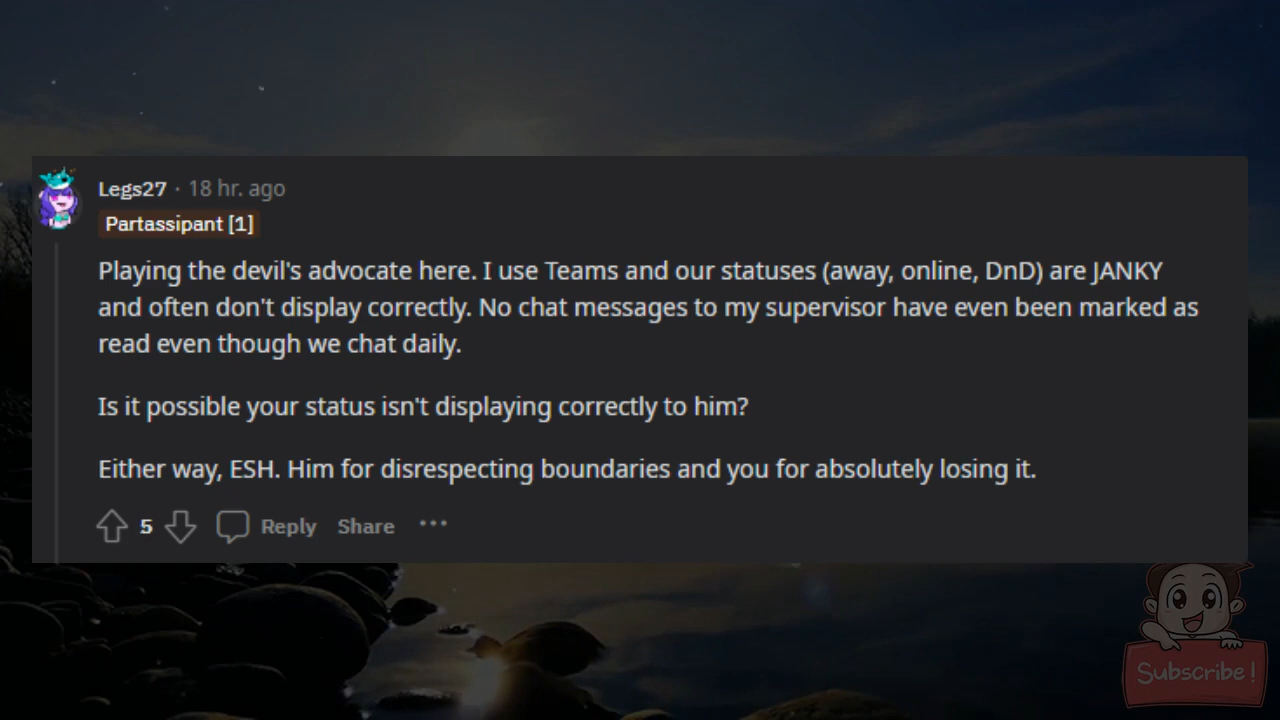 Legs27 · 18 hr. ago
Partassipant [1]
Playing the devil's advocate here. I use Teams and our statuses (away, online, DnD) are JANKY
and often don't display correctly. No chat messages to my supervisor have even been marked as
read even though we chat daily.
Is it possible your status isn't displaying correctly to him?
Either way, ESH. Him for disrespecting boundaries and you for absolutely losing it.
5 Reply Share ···
Subscribe!